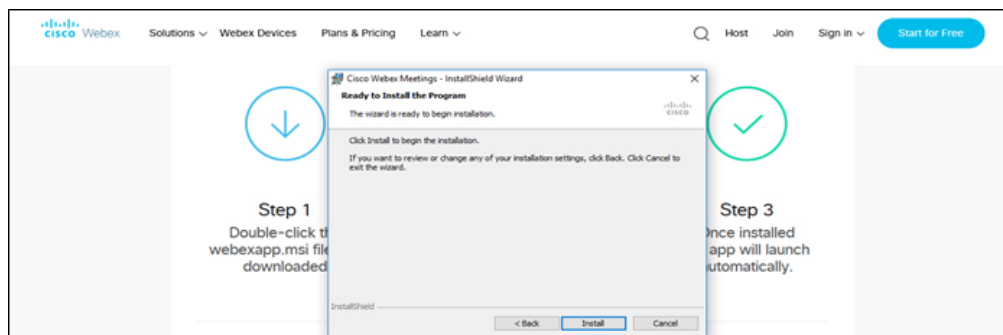 cisco Webex Solutions Webex Devices Plans & Pricing Learn Host Join Sign in Start for Free
Cisco Webex Meetings - InstallShield Wizard
Ready to Install the Program
The wizard is ready to begin installation.
cisco
Click Install to begin the installation.
If you want to review or change any of your installation settings, click Back. Click Cancel to
exit the wizard.
InstallShield
< Back Install Cancel
Step 1
Double-click
webexapp.msi
downloaded
Step 3
installed
app will launch
automatically.